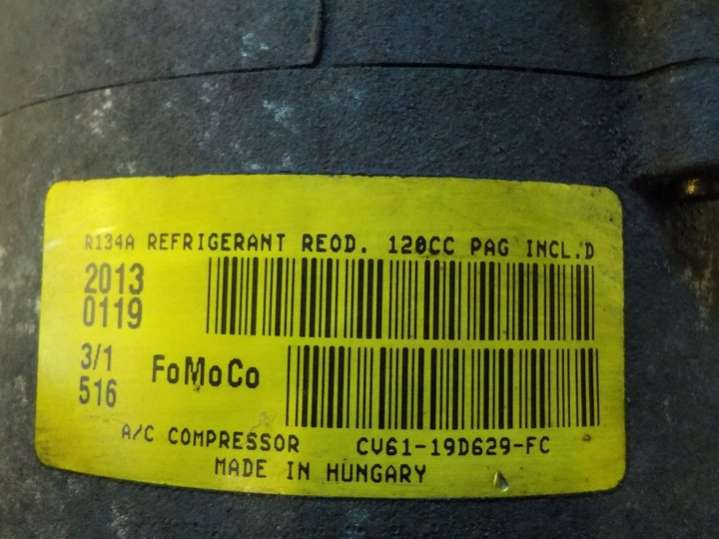 R134A REFRIGERANT REQD. 120CC PAG INCL.D
2013
0119
3/1
516
FoMoCo
A/C COMPRESSOR CV61-19D629-FC
MADE IN HUNGARY